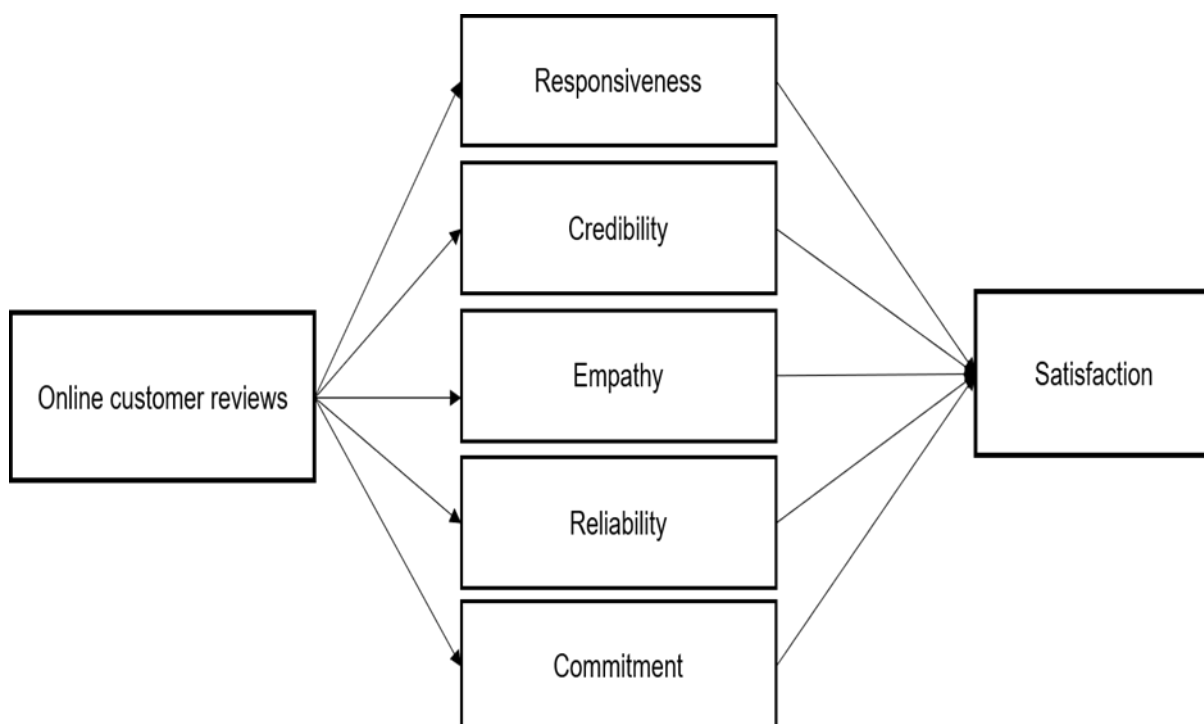 Responsiveness
Credibility
Empathy
Online customer reviews
Satisfaction
Reliability
Commitment